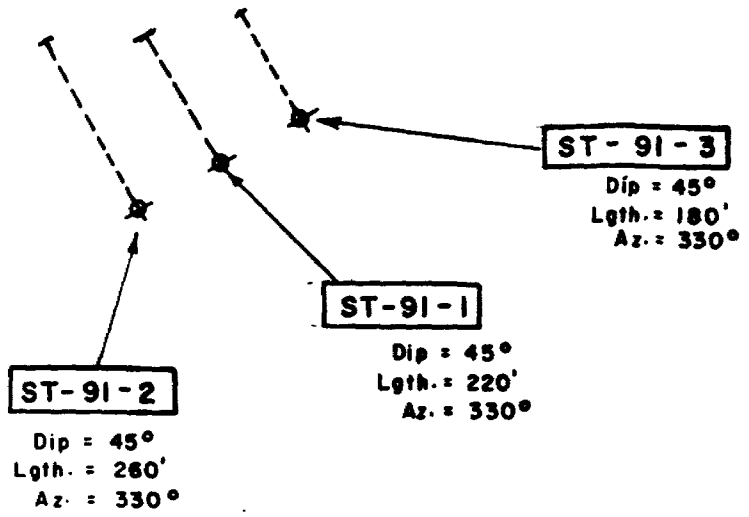 ST - 91 - 3
Dip = 45°
Lgth. = 180'
Az. = 330°
ST-91-1
Dip = 45°
Lgth. = 220'
Az. = 330°
ST-91-2
Dip = 45°
Lgth. = 260'
Az. = 330°